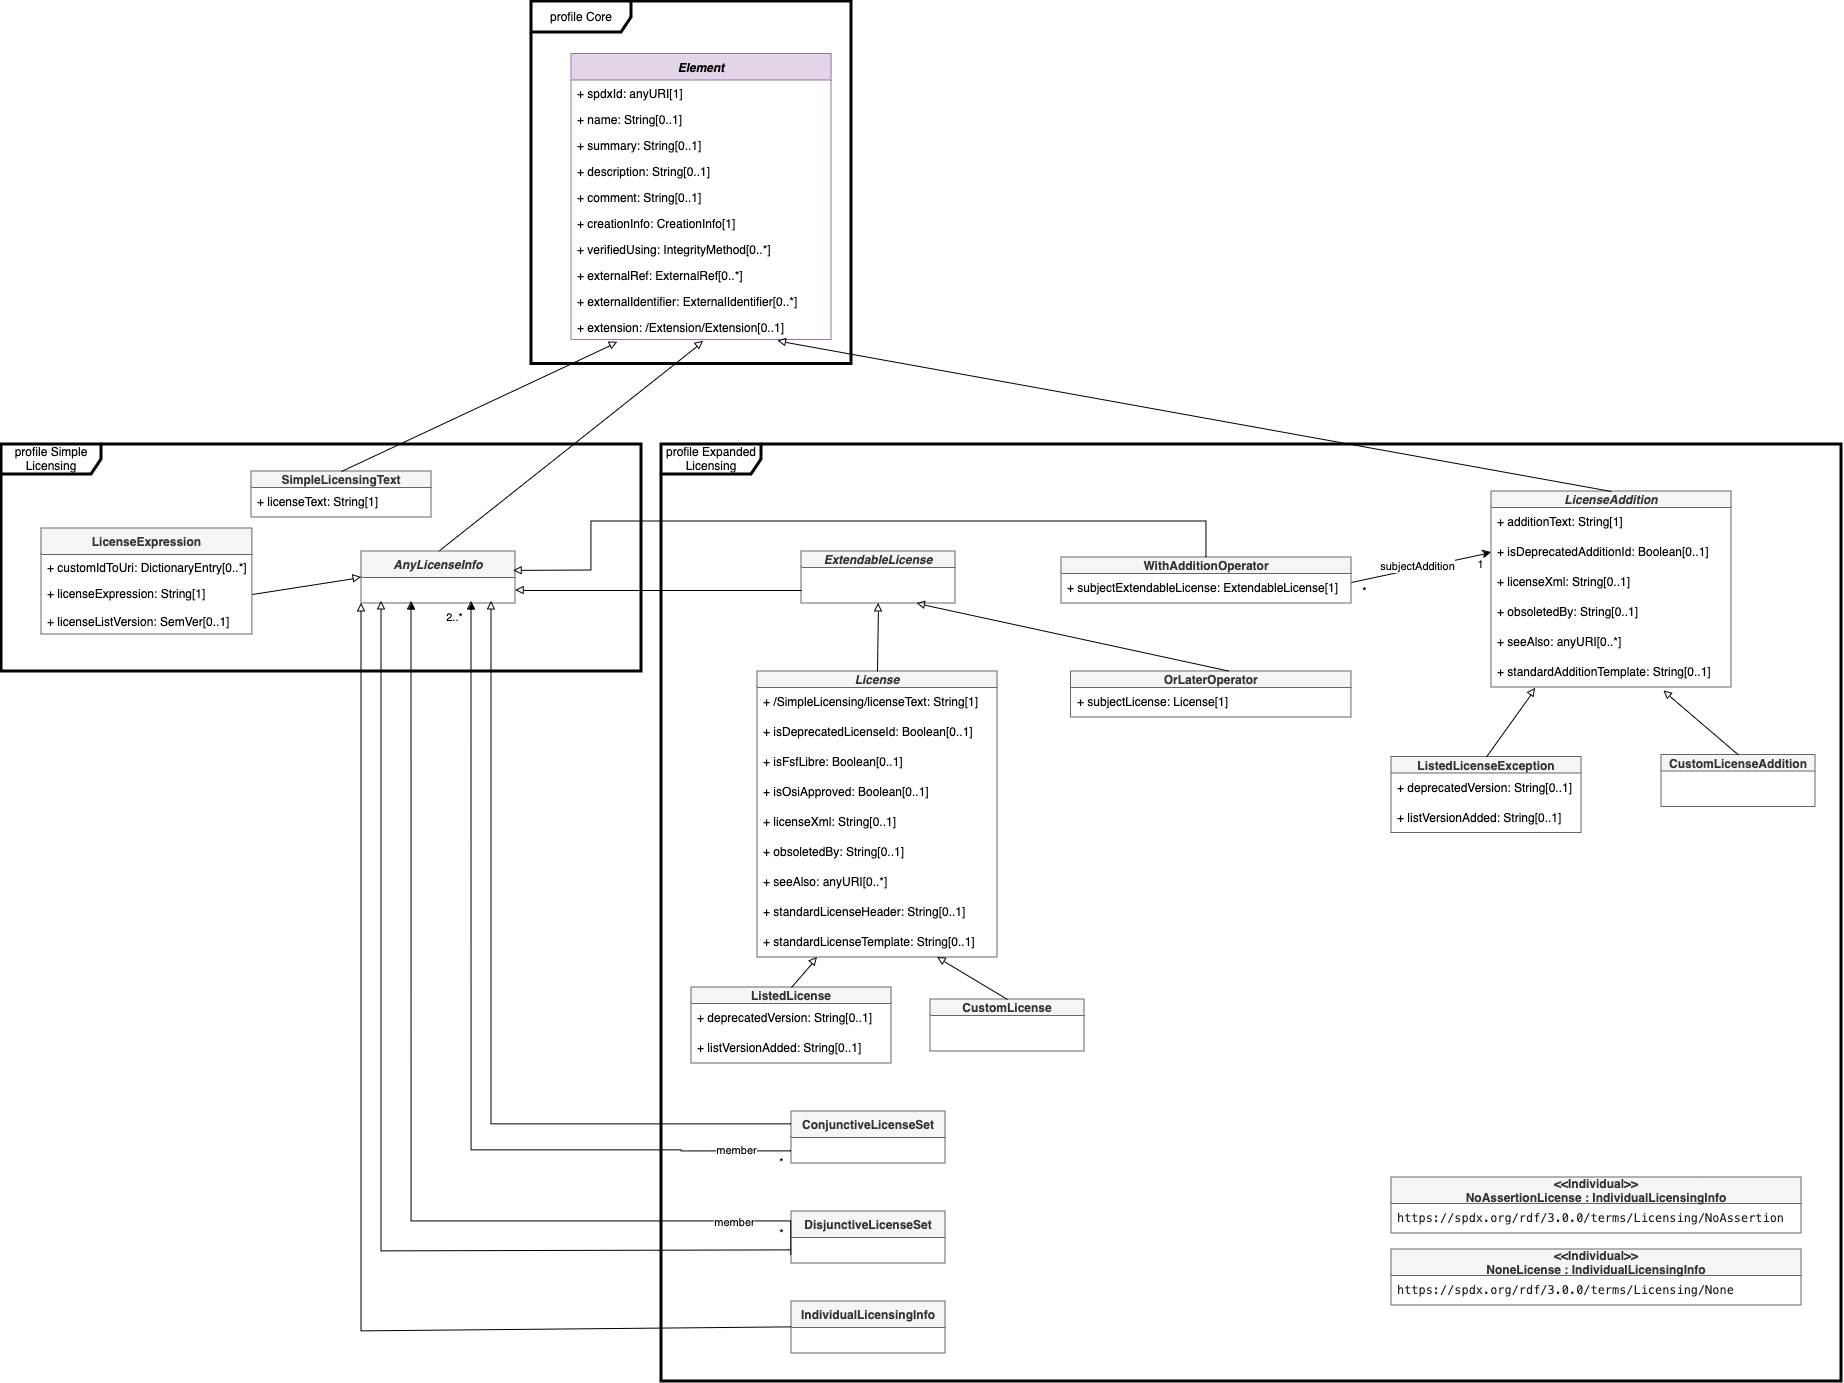 profile Core
Element
+ spdxId: anyURI[1]
+ name: String[0..1]
+ summary: String[0..1]
+ description: String[0..1]
+ comment: String[0..1]
+ creationInfo: CreationInfo[1]
+ verifiedUsing: IntegrityMethod[0..*]
+ externalRef: ExternalRef[0..*]
+ externalIdentifier: ExternalIdentifier[0..*]
+ extension: /Extension/Extension[0..1]
profile Simple
Licensing
SimpleLicensingText
+ licenseText: String[1]
LicenseExpression
+ customIdToUri: DictionaryEntry[0..*]
+ licenseExpression: String[1]
+ licenseListVersion: SemVer[0..1]
AnyLicenseInfo
2..*
profile Expanded
Licensing
ExtendableLicense
WithAdditionOperator
+ subjectExtendableLicense: ExtendableLicense[1]
subjectAddition
1
*
LicenseAddition
+ additionText: String[1]
+ isDeprecatedAdditionId: Boolean[0..1]
+ licenseXml: String[0..1]
+ obsoletedBy: String[0..1]
+ seeAlso: anyURI[0..*]
+ standardAdditionTemplate: String[0..1]
License
+ /SimpleLicensing/licenseText: String[1]
+ isDeprecatedLicenseId: Boolean[0..1]
+ isFsfLibre: Boolean[0..1]
+ isOsiApproved: Boolean[0..1]
+ licenseXml: String[0..1]
+ obsoletedBy: String[0..1]
+ seeAlso: anyURI[0..*]
+ standardLicenseHeader: String[0..1]
+ standardLicenseTemplate: String[0..1]
OrLaterOperator
+ subjectLicense: License[1]
ListedLicenseException
+ deprecatedVersion: String[0..1]
+ listVersionAdded: String[0..1]
CustomLicenseAddition
ListedLicense
+ deprecatedVersion: String[0..1]
+ listVersionAdded: String[0..1]
CustomLicense
ConjunctiveLicenseSet
member
*
DisjunctiveLicenseSet
member
*
IndividualLicensingInfo
<<Individual>>
NoAssertionLicense : IndividualLicensingInfo
https://spdx.org/rdf/3.0.0/terms/Licensing/NoAssertion
<<Individual>>
NoneLicense : IndividualLicensingInfo
https://spdx.org/rdf/3.0.0/terms/Licensing/None